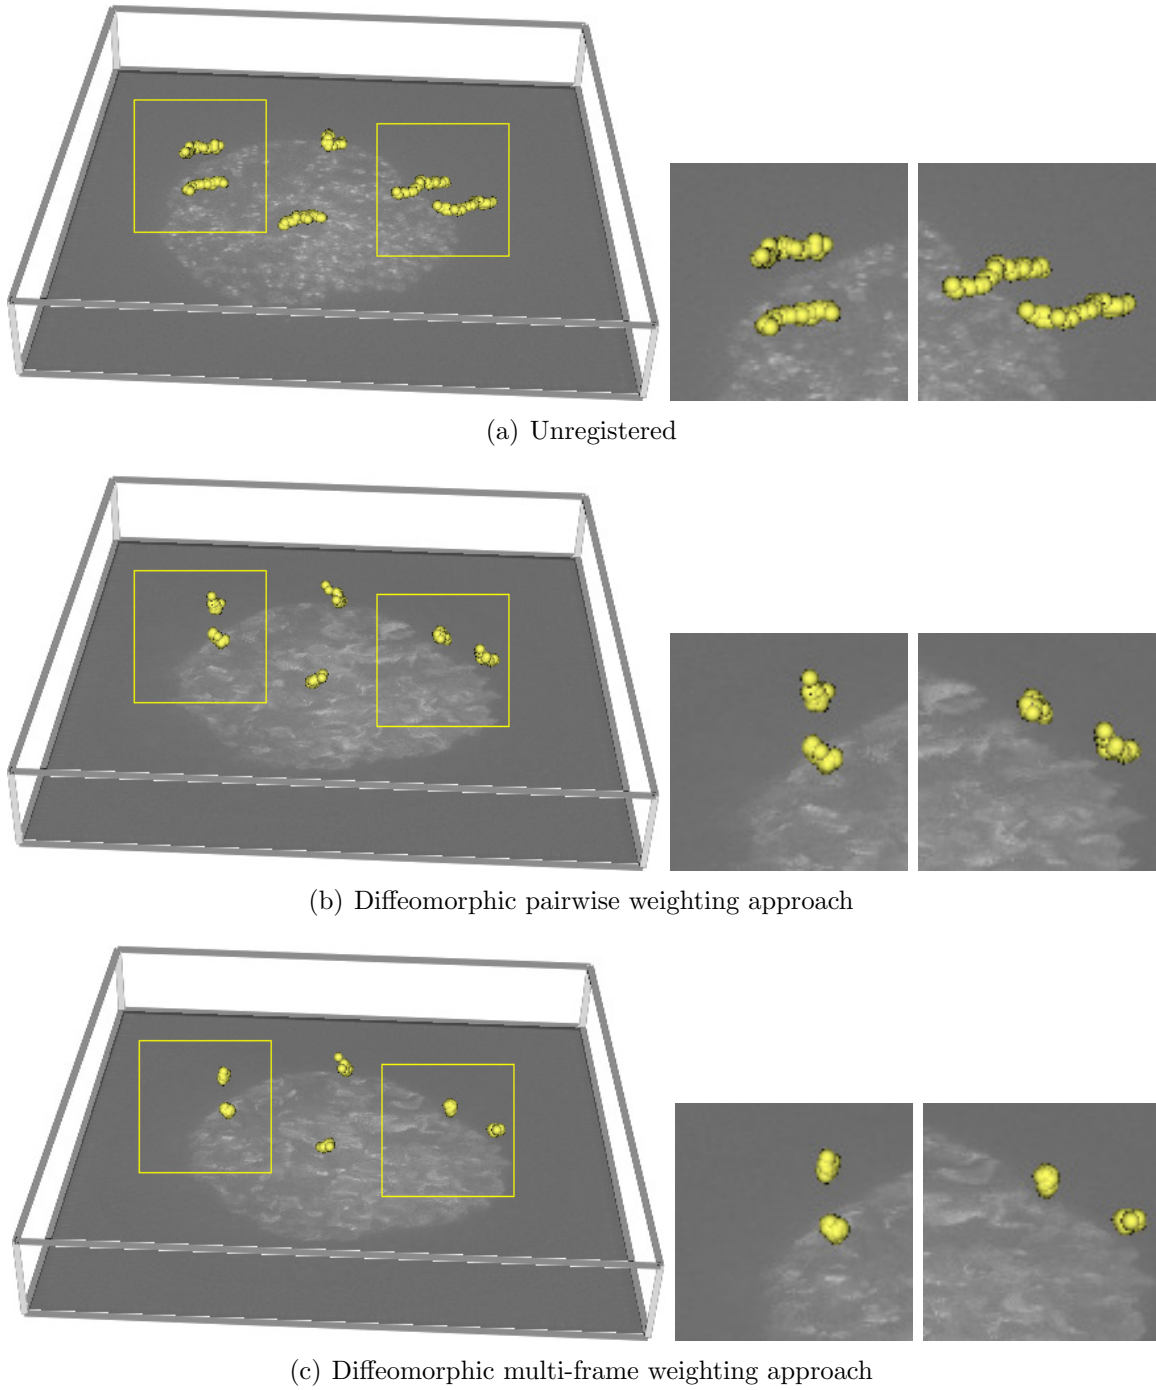 (a) Unregistered
(b) Diffeomorphic pairwise weighting approach
(c) Diffeomorphic multi-frame weighting approach